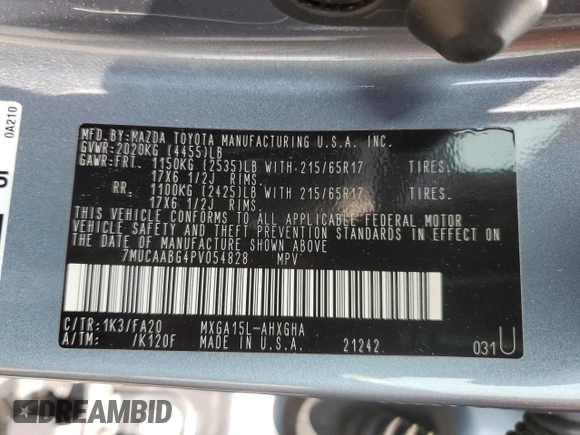 0A210
MFD.BY:MAZDA TOYOTA MANUFACTURING U.S.A. INC.
GVWR:2020KG (4455)LB
GAWR:FRT. 1150KG (2535)LB WITH-215/65R17 TIRES.
17X6 1/2J RIMS.
RR. 1100KG (2425)LB WITH-215/65R17 TIRES.
17X6 1/2J RIMS.
THIS VEHICLE CONFORMS TO ALL APPLICABLE FEDERAL MOTOR
VEHICLE SAFETY AND THEFT PREVENTION STANDARDS IN EFFECT ON
THE DATE OF MANUFACTURE SHOWN ABOVE.
7MUCAABG4PV054828 MPV
C/TR:1K3/FA20 MXGA15L-AHXGHA
A/TM: /K120F MADE IN U.S.A. 21242 031U
DREAMBID